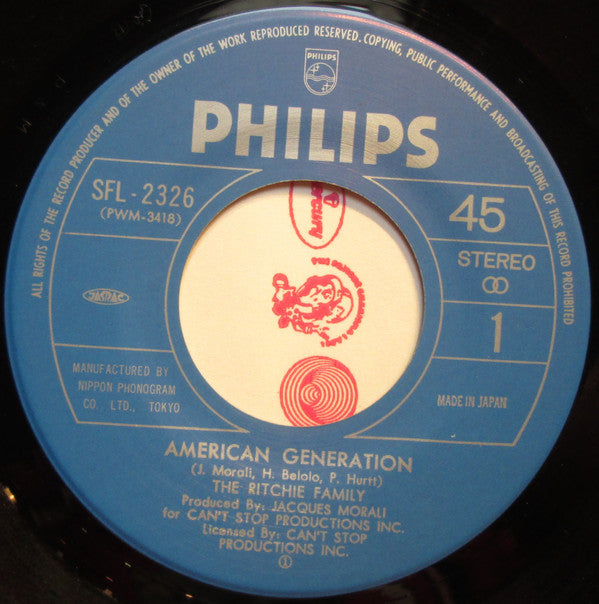 ALL RIGHTS OF THE RECORD PRODUCER AND OF THE OWNER OF THE WORK REPRODUCED RESERVED. COPYING, PUBLIC PERFORMANCE AND BROADCASTING OF THIS RECORD PROHIBITED
PHILIPS
PHILIPS
SFL-2326
(PWM-3418)
45
STEREO
1
JASRAC
MANUFACTURED BY
NIPPON PHONOGRAM
CO. LTD., TOKYO
MADE IN JAPAN
mercury
AMERICAN GENERATION
(J. Morali, H. Belolo, P. Hurtt)
THE RITCHIE FAMILY
Produced By: JACQUES MORALI
for CAN'T STOP PRODUCTIONS INC.
Licensed By: CAN'T STOP
PRODUCTIONS INC.
①